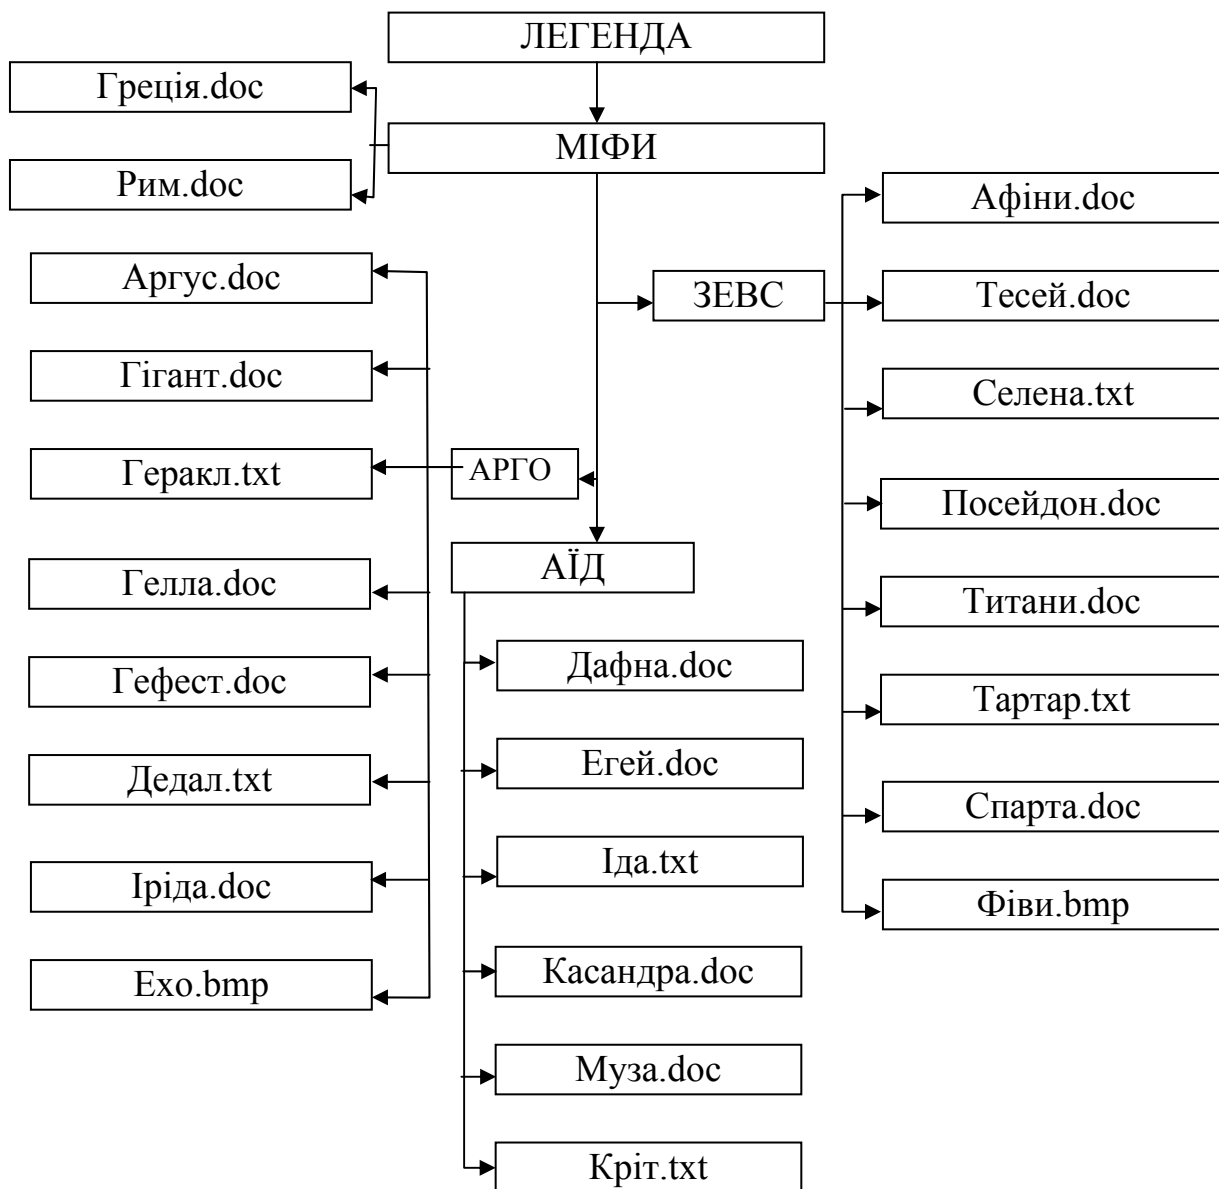 ЛЕГЕНДА
Греція.doc
МІФИ
Рим.doc
Афіни.doc
Аргус.doc
ЗЕВС
Тесей.doc
Гігант.doc
Селена.txt
Геракл.txt
АРГО
Посейдон.doc
АЇД
Гелла.doc
Титани.doc
Дафна.doc
Гефест.doc
Тартар.txt
Егей.doc
Дедал.txt
Спарта.doc
Іда.txt
Іріда.doc
Фіви.bmp
Касандра.doc
Ехо.bmp
Муза.doc
Кріт.txt